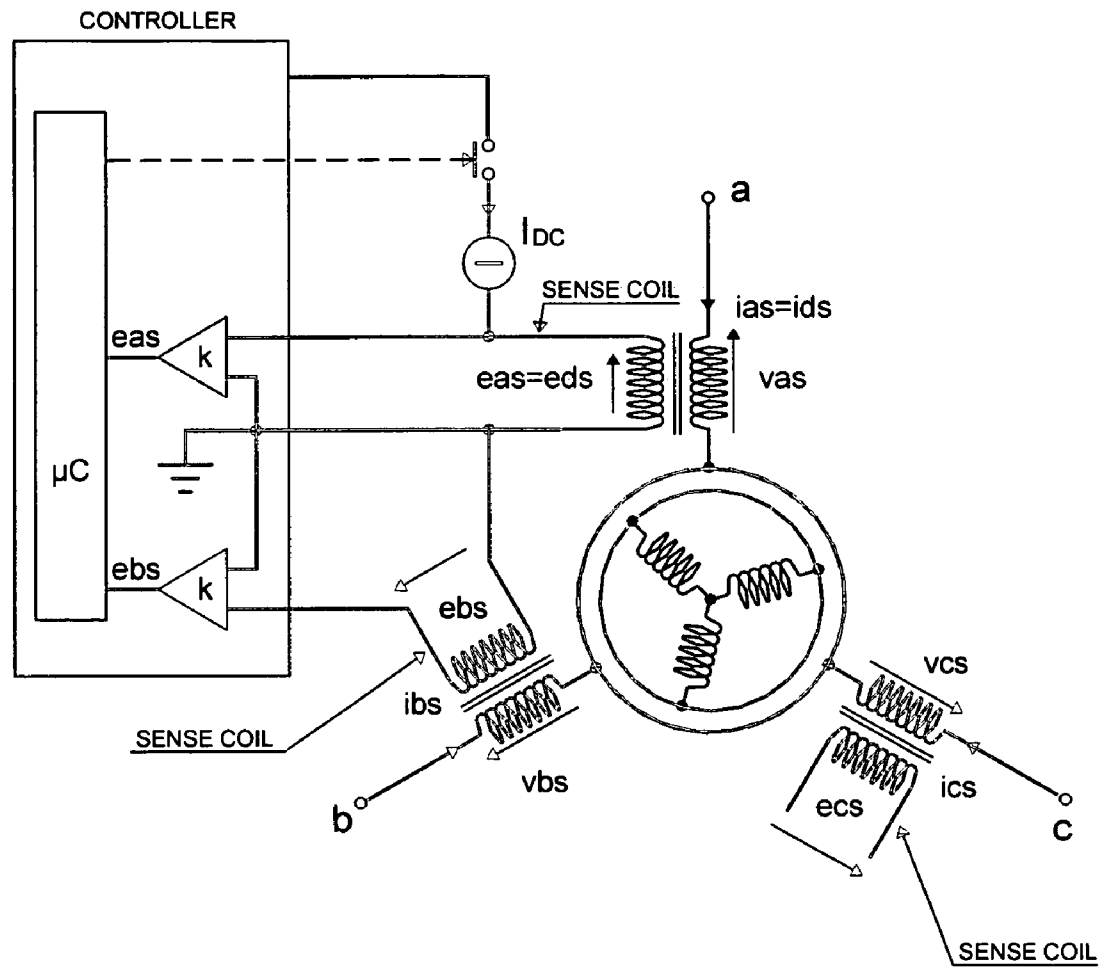 CONTROLLER
a
IDC
SENSE COIL
ias=ids
eas
k
eas=eds
vas
µC
ebs
k
ebs
vcs
ibs
SENSE COIL
vbs
ics
b
ecs
c
SENSE COIL